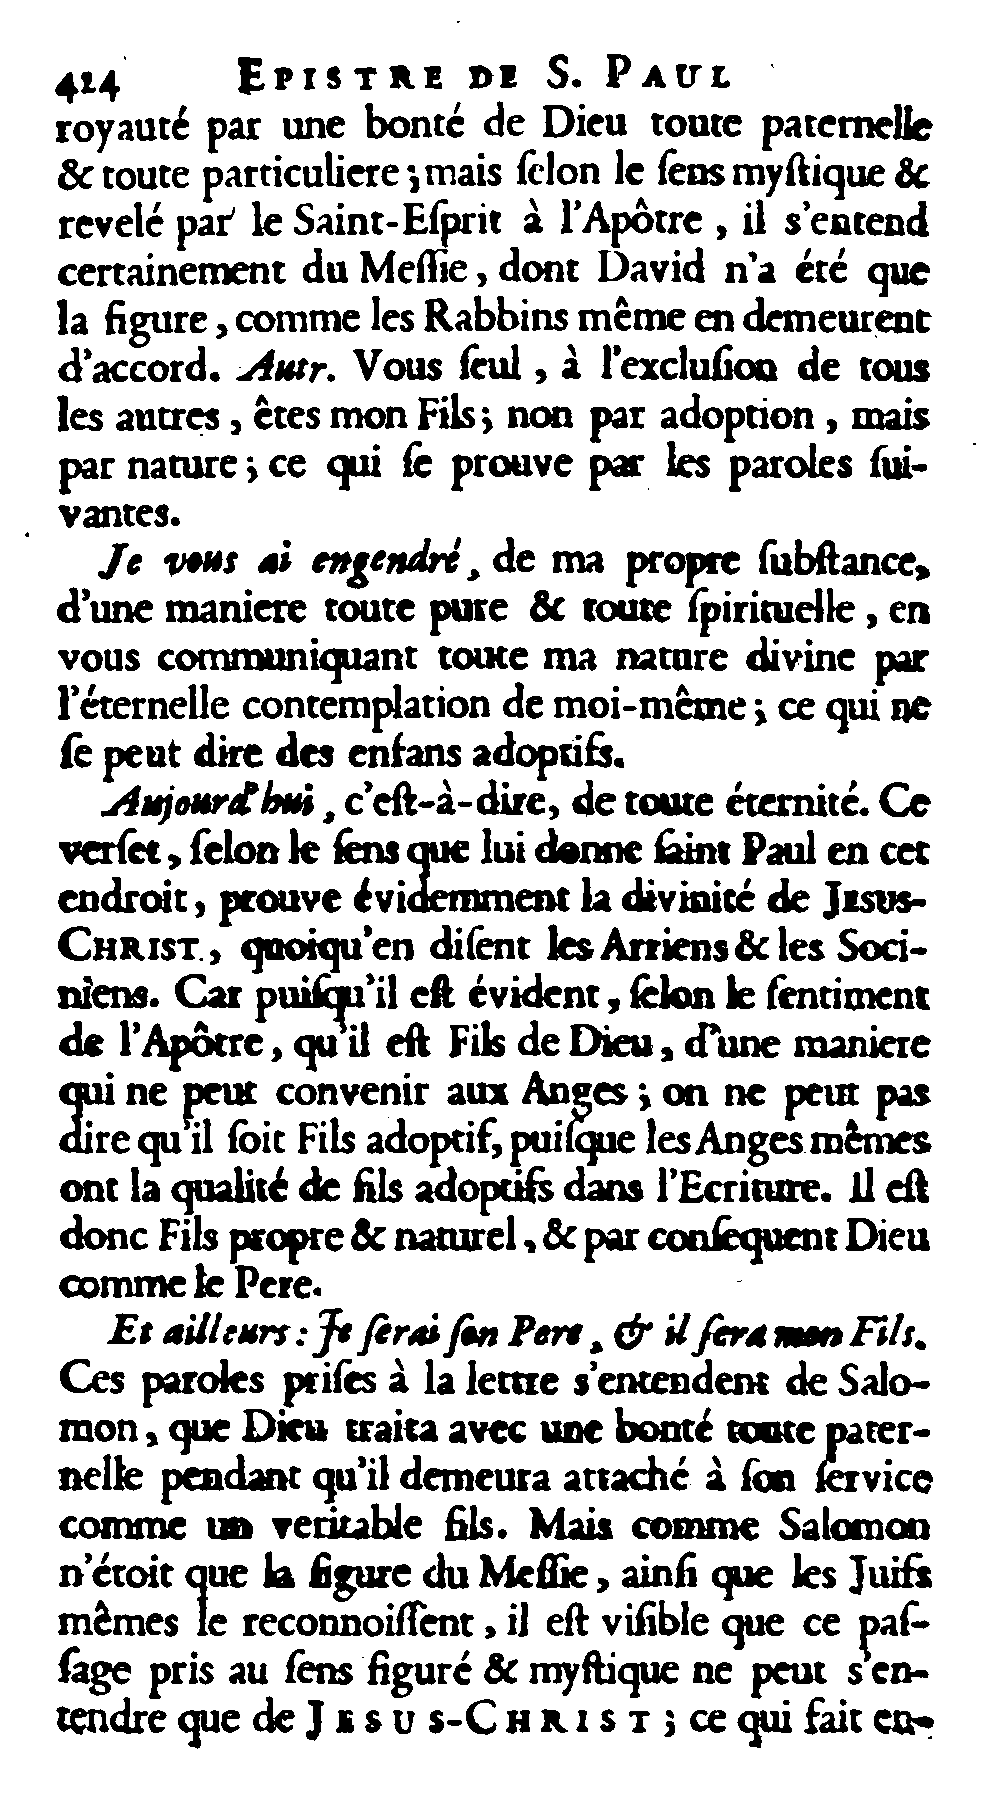 424 EPISTRE DE S. PAUL
royauté par une bonté de Dieu toute paternelle
& toute particuliere ; mais ſelon le ſens myſtique &
revelé par le Saint-Eſprit à l'Apôtre , il s'entend
certainement du Meſſie , dont David n'a été que
la figure , comme les Rabbins même en demeurent
d'accord. Autr. Vous ſeul , à l'excluſion de tous
les autres , êtes mon Fils ; non par adoption , mais
par nature ; ce qui ſe prouve par les paroles ſui-
vantes.
Je vous ai engendré , de ma propre ſubſtance,
d'une maniere toute pure & toute ſpirituelle , en
vous communiquant toute ma nature divine par
l'éternelle contemplation de moi-même ; ce qui ne
ſe peut dire des enfans adoptifs.
Aujourd'hui , c'eſt-à-dire, de toute éternité. Ce
verſet , ſelon le ſens que lui donne ſaint Paul en cet
endroit , prouve évidemment la divinité de JESUS-
CHRIST , quoiqu'en diſent les Arriens & les Soci-
niens. Car puiſqu'il eſt évident , ſelon le ſentiment
de l'Apôtre , qu'il eſt Fils de Dieu , d'une maniere
qui ne peut convenir aux Anges ; on ne peut pas
dire qu'il ſoit Fils adoptif, puiſque les Anges mêmes
ont la qualité de fils adoptifs dans l'Ecriture. Il eſt
donc Fils propre & naturel , & par conſequent Dieu
comme le Pere.
Et ailleurs : Je ſerai ſon Pere , & il ſera mon Fils.
Ces paroles priſes à la lettre s'entendent de Salo-
mon , que Dieu traita avec une bonté toute pater-
nelle pendant qu'il demeura attaché à ſon ſervice
comme un veritable fils. Mais comme Salomon
n'étoit que la figure du Meſſie , ainſi que les Juifs
mêmes le reconnoiſſent , il eſt viſible que ce paſ-
ſage pris au ſens figuré & myſtique ne peut s'en-
tendre que de JESUS-CHRIST ; ce qui fait en-